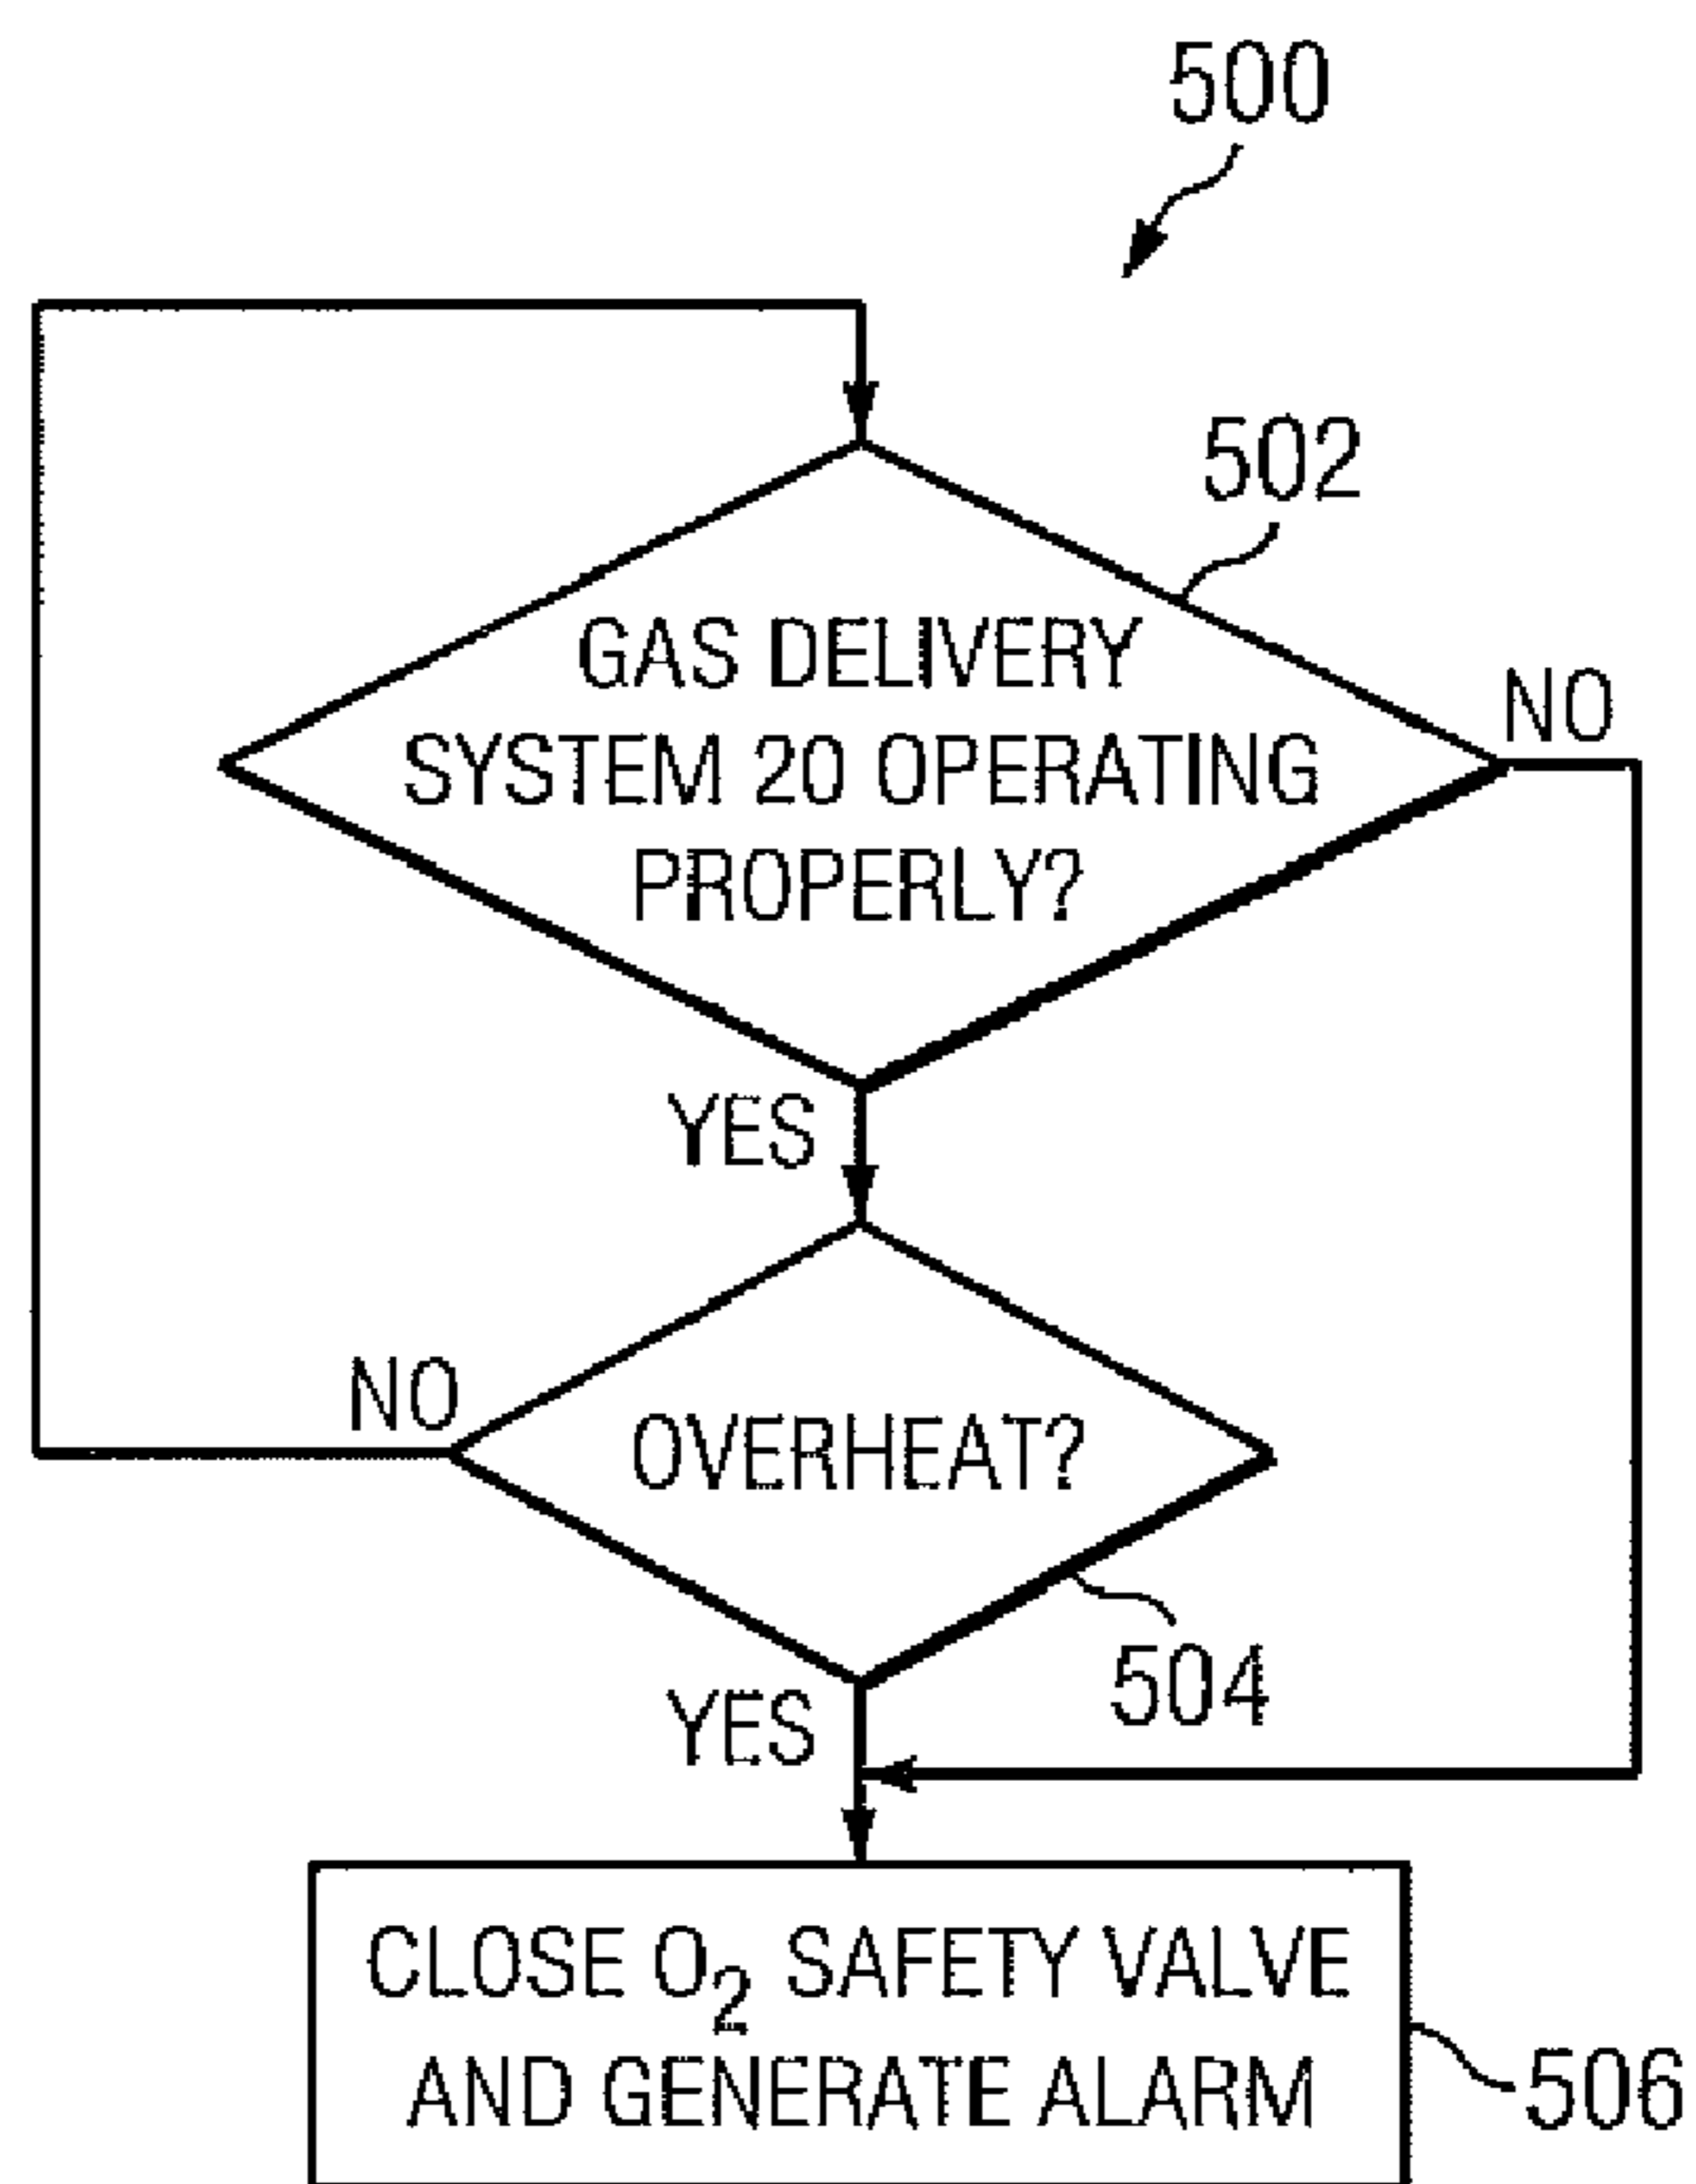 500
502
GAS DELIVERY
SYSTEM 20 OPERATING
PROPERLY?
NO
YES
NO
OVERHEAT?
504
YES
CLOSE O₂ SAFETY VALVE
AND GENERATE ALARM
506